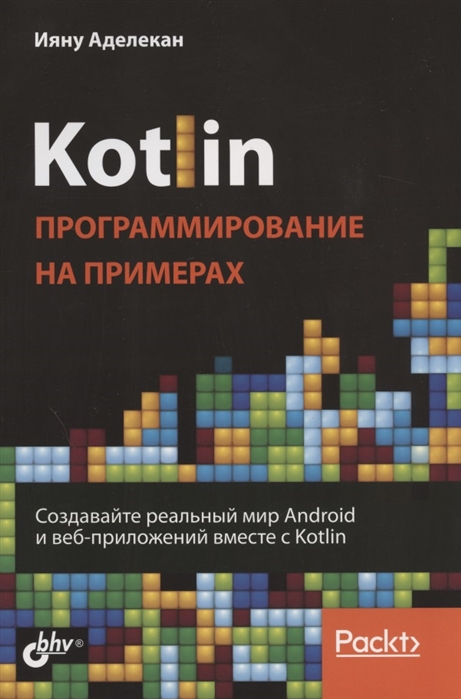 Ияну Аделекан
Kotlin
ПРОГРАММИРОВАНИЕ
НА ПРИМЕРАХ
Создавайте реальный мир Android
и веб-приложений вместе с Kotlin
bhv®
Packt>